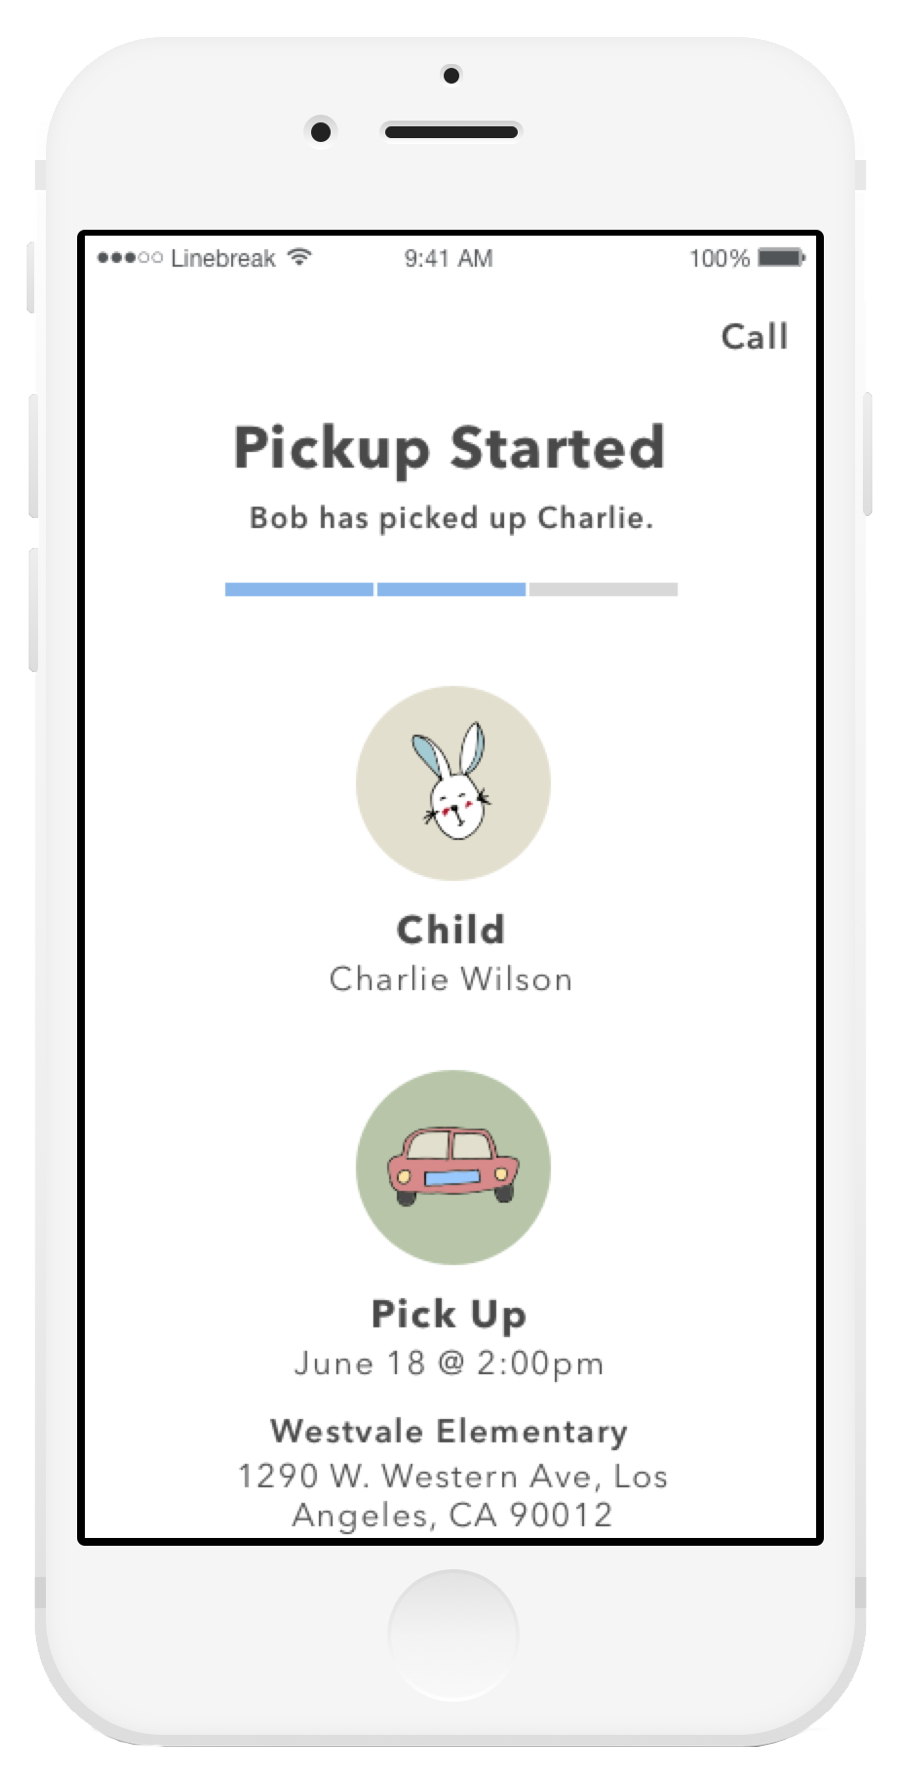 Linebreak 9:41 AM 100%
Call
Pickup Started
Bob has picked up Charlie.
Child
Charlie Wilson
Pick Up
June 18 @ 2:00pm
Westvale Elementary
1290 W. Western Ave, Los
Angeles, CA 90012